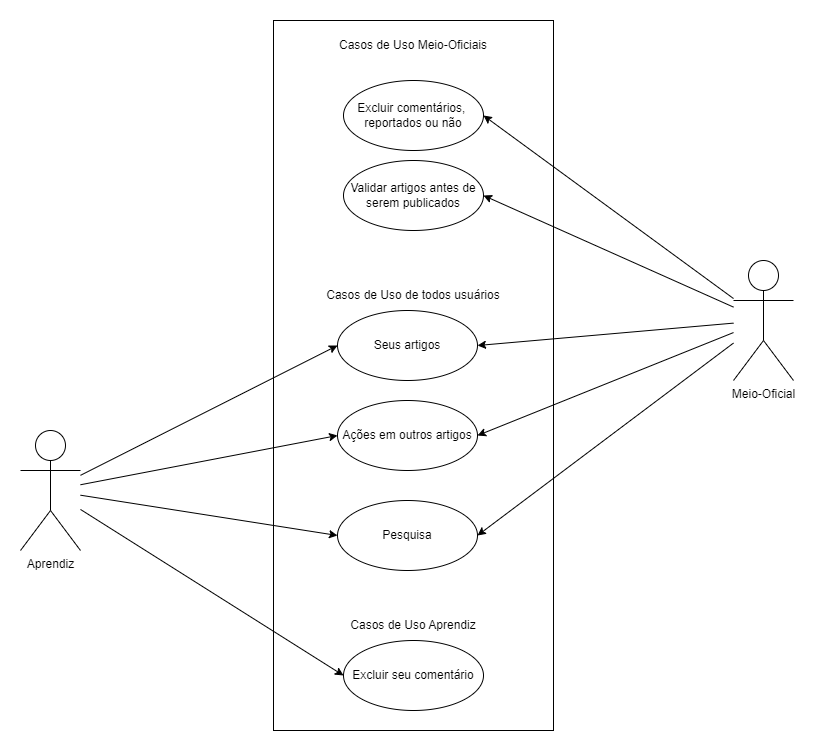 Casos de Uso Meio-Oficiais
Excluir comentários,
reportados ou não
Validar artigos antes de
serem publicados
Casos de Uso de todos usuários
Seus artigos
Meio-Oficial
Ações em outros artigos
Pesquisa
Aprendiz
Casos de Uso Aprendiz
Excluir seu comentário